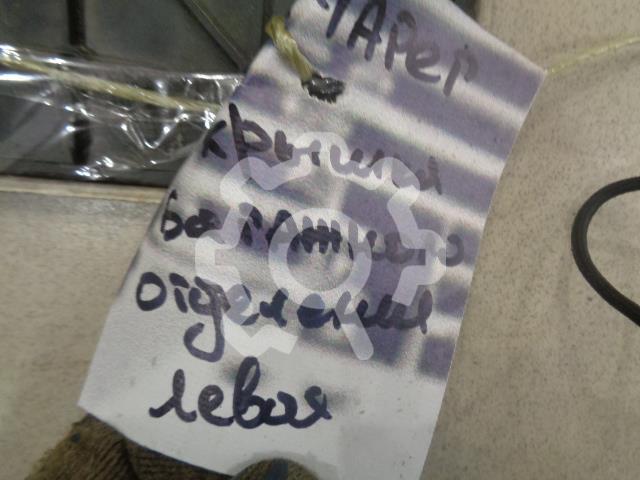 крышка
багажного
отделения
левая